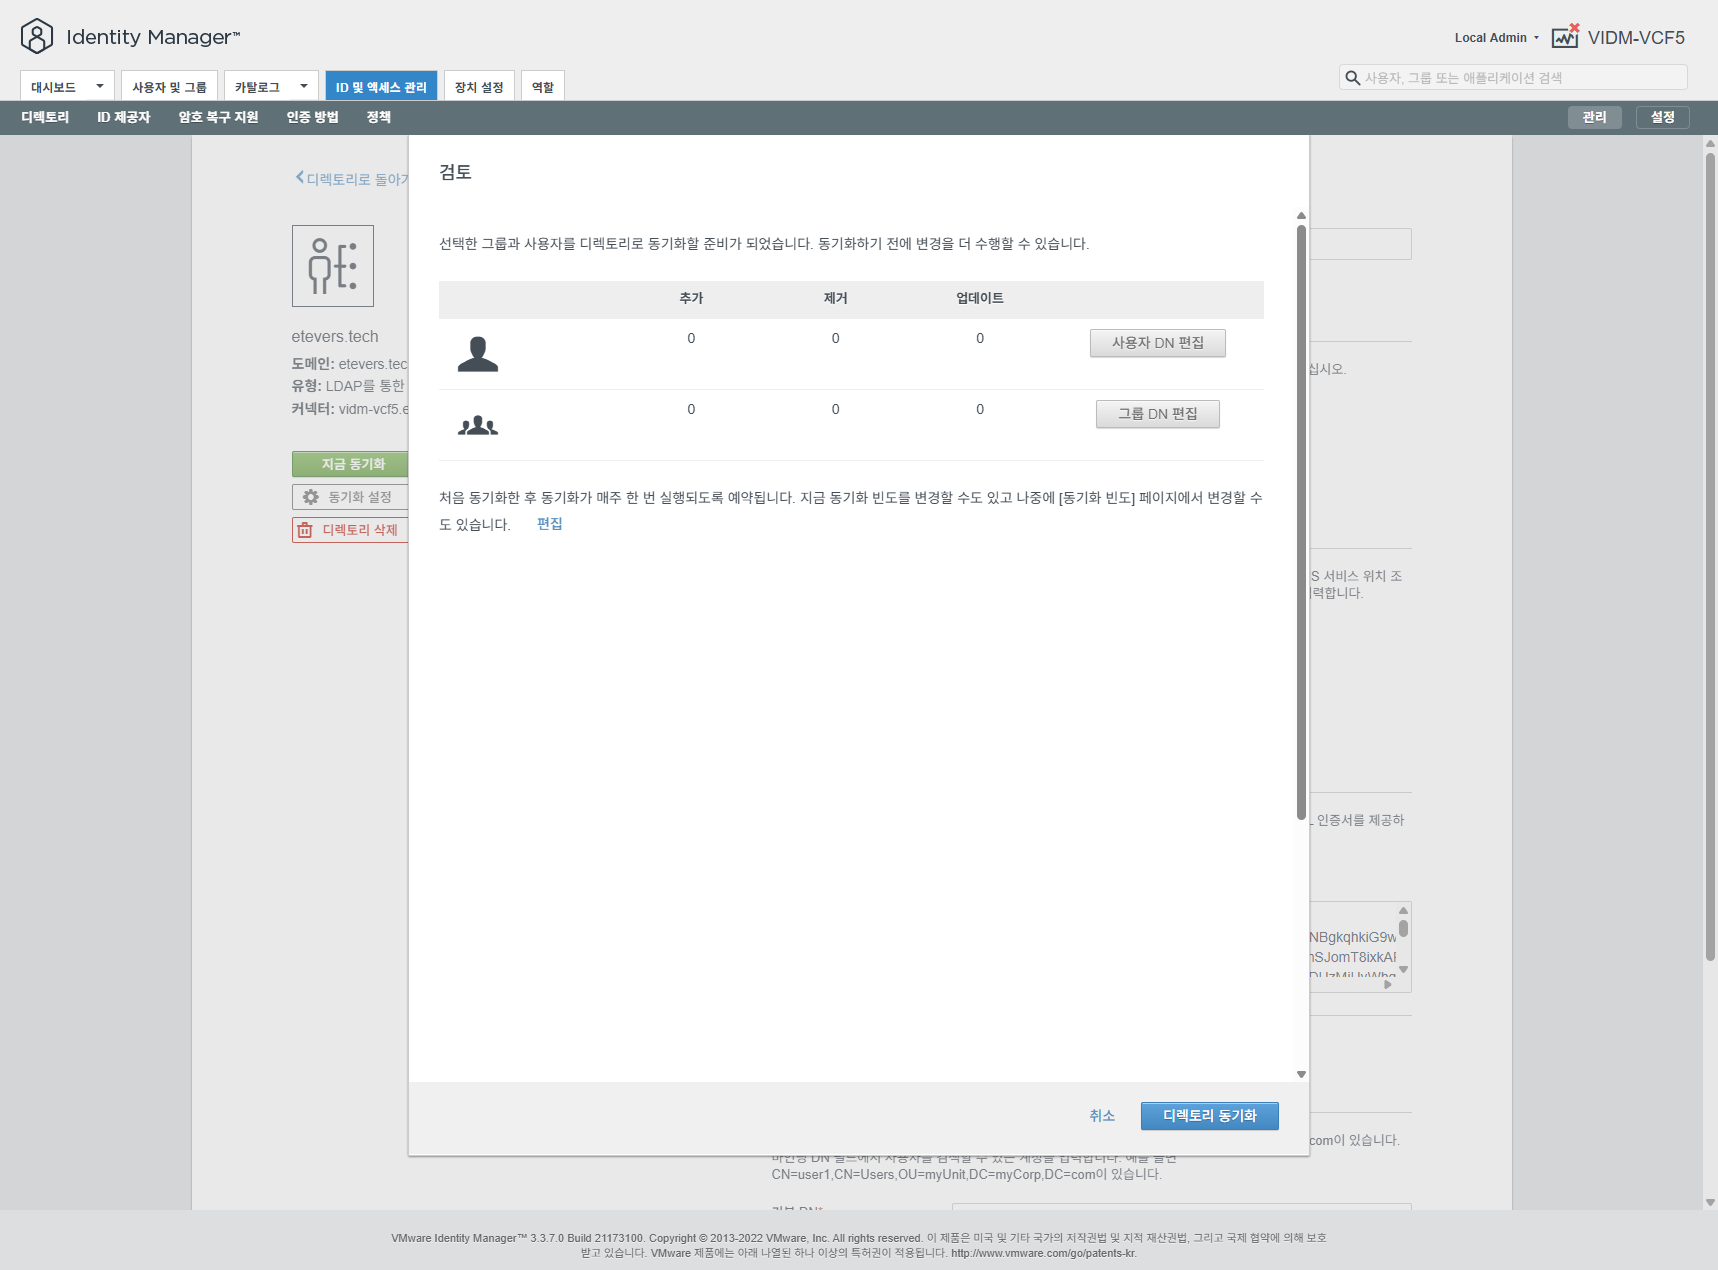 Identity Manager™
Local Admin
VIDM-VCF5
대시보드
사용자 및 그룹
카탈로그
ID 및 액세스 관리
장치 설정
역할
사용자, 그룹 또는 애플리케이션 검색
디렉토리
ID 제공자
암호 복구 지원
인증 방법
정책
관리
설정
디렉토리로 돌아가
etevers.tech
도메인: etevers.tec
유형: LDAP를 통한
커넥터: vidm-vcf5.e
지금 동기화
동기화 설정
디렉토리 삭제
검토
선택한 그룹과 사용자를 디렉토리로 동기화할 준비가 되었습니다. 동기화하기 전에 변경을 더 수행할 수 있습니다.
추가 제거 업데이트
0 0 0 사용자 DN 편집
0 0 0 그룹 DN 편집
처음 동기화한 후 동기화가 매주 한 번 실행되도록 예약됩니다. 지금 동기화 빈도를 변경할 수도 있고 나중에 [동기화 빈도] 페이지에서 변경할 수
도 있습니다. 편집
취소
디렉토리 동기화
십시오.
S 서비스 위치 조
력합니다.
인증서를 제공하
NBgkqhkiG9w
SJomT8ixkA
com이 있습니다.
CN=user1,CN=Users,OU=myUnit,DC=myCorp,DC=com이 있습니다.
VMware Identity Manager™ 3.3.7.0 Build 21173100. Copyright © 2013-2022 VMware, Inc. All rights reserved. 이 제품은 미국 및 기타 국가의 저작권법 및 지적 재산권법, 그리고 국제 협약에 의해 보호
받고 있습니다. VMware 제품에는 아래 나열된 하나 이상의 특허권이 적용됩니다. http://www.vmware.com/go/patents-kr.